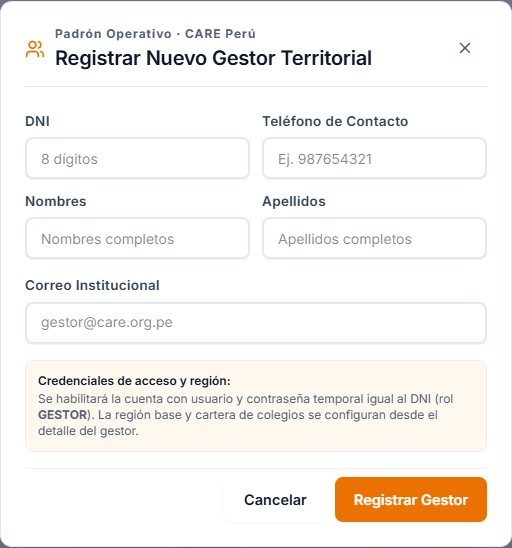 Padrón Operativo · CARE Perú
Registrar Nuevo Gestor Territorial
DNI
Teléfono de Contacto
8 dígitos
Ej. 987654321
Nombres
Apellidos
Nombres completos
Apellidos completos
Correo Institucional
gestor@care.org.pe
Credenciales de acceso y región:
Se habilitará la cuenta con usuario y contraseña temporal igual al DNI (rol
GESTOR). La región base y cartera de colegios se configuran desde el
detalle del gestor.
Cancelar
Registrar Gestor